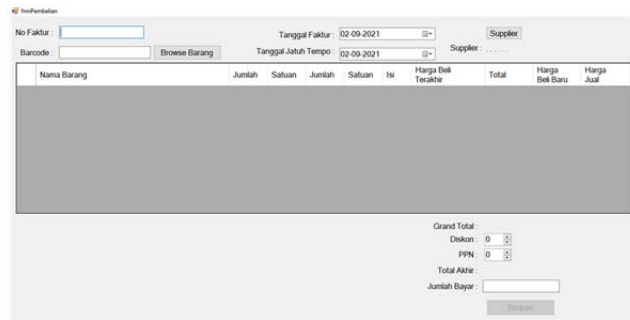 frmPembelian
No Faktur : Tanggal Faktur : 02-09-2021 Supplier
Barcode : Browse Barang Tanggal Jatuh Tempo : 02-09-2021 Supplier : . . . . . .
Nama Barang Jumlah Satuan Jumlah Satuan Isi Harga Beli Terakhir Total Harga Beli Baru Harga Jual
Grand Total :
Diskon : 0
PPN : 0
Total Akhir :
Jumlah Bayar :
Simpan